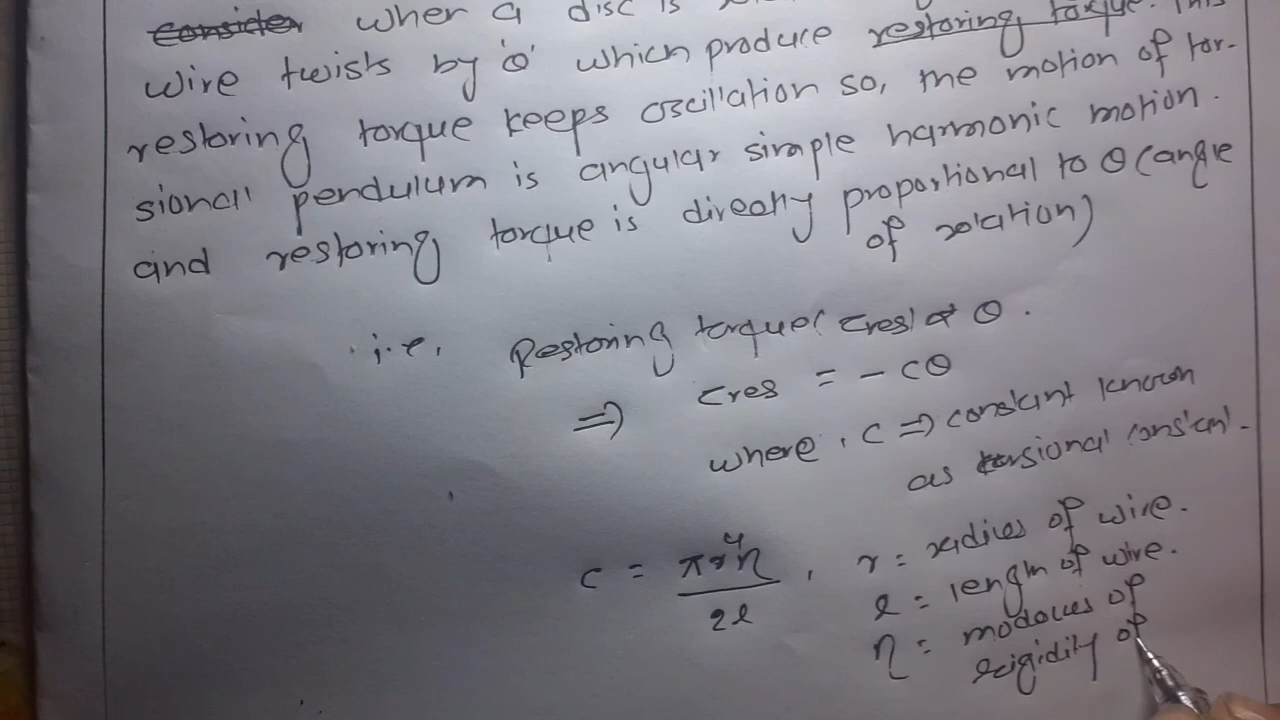 consider when a disc is
wire twists by 'θ' which produce restoring torque. This
restoring torque keeps oscillation so, the motion of tor-
sional pendulum is angular simple harmonic motion.
and restoring torque is directly proportional to θ (angle
of rotation)
i.e. Restoring torque (τres) ∝ θ.
⇒ τres = - cθ
where, c ⇒ constant known
as torsional constant.
c = πr⁴η / 2l, r = radius of wire.
l = length of wire.
η = modulus of
rigidity of